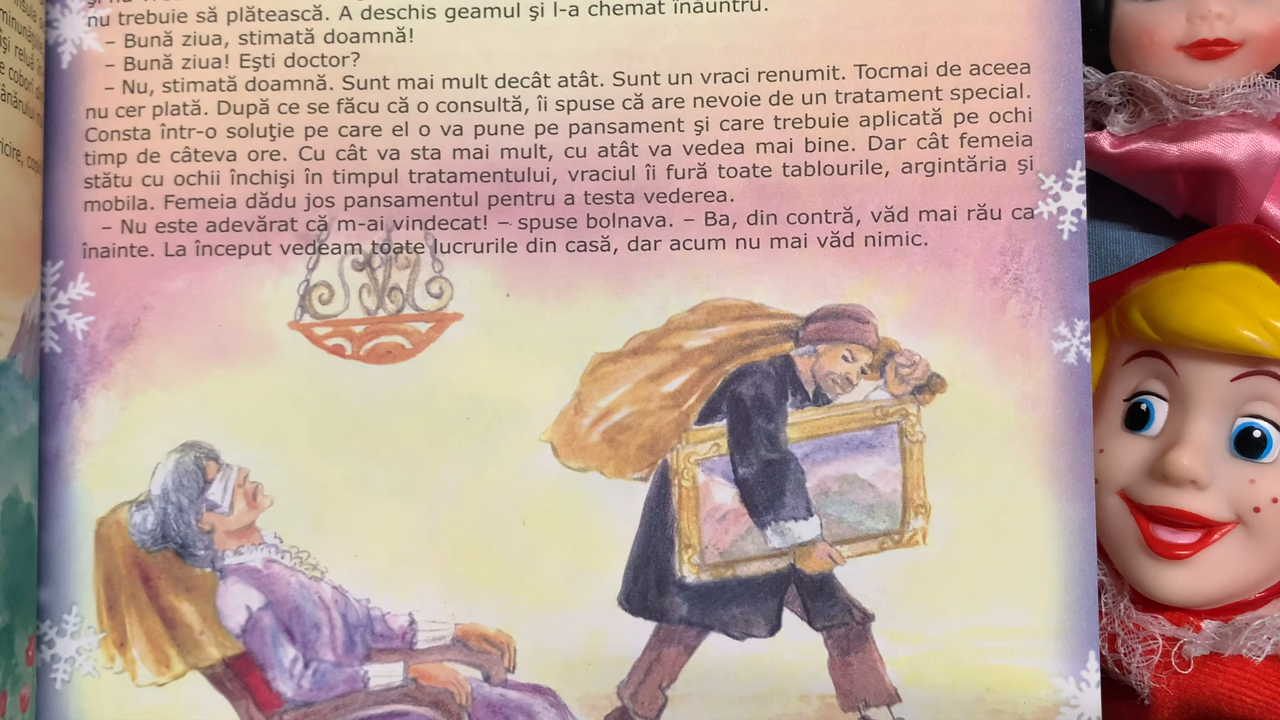 nu trebuie să plătească. A deschis geamul şi l-a chemat înăuntru.
– Bună ziua, stimată doamnă!
– Bună ziua! Eşti doctor?
– Nu, stimată doamnă. Sunt mai mult decât atât. Sunt un vraci renumit. Tocmai de aceea
nu cer plată. După ce se făcu că o consultă, îi spuse că are nevoie de un tratament special.
Consta într-o soluţie pe care el o va pune pe pansament şi care trebuie aplicată pe ochi
timp de câteva ore. Cu cât va sta mai mult, cu atât va vedea mai bine. Dar cât femeia
stătu cu ochii închişi în timpul tratamentului, vraciul îi fură toate tablourile, argintăria şi
mobila. Femeia dădu jos pansamentul pentru a testa vederea.
– Nu este adevărat că m-ai vindecat! – spuse bolnava. – Ba, din contră, văd mai rău ca
înainte. La început vedeam toate lucrurile din casă, dar acum nu mai văd nimic.